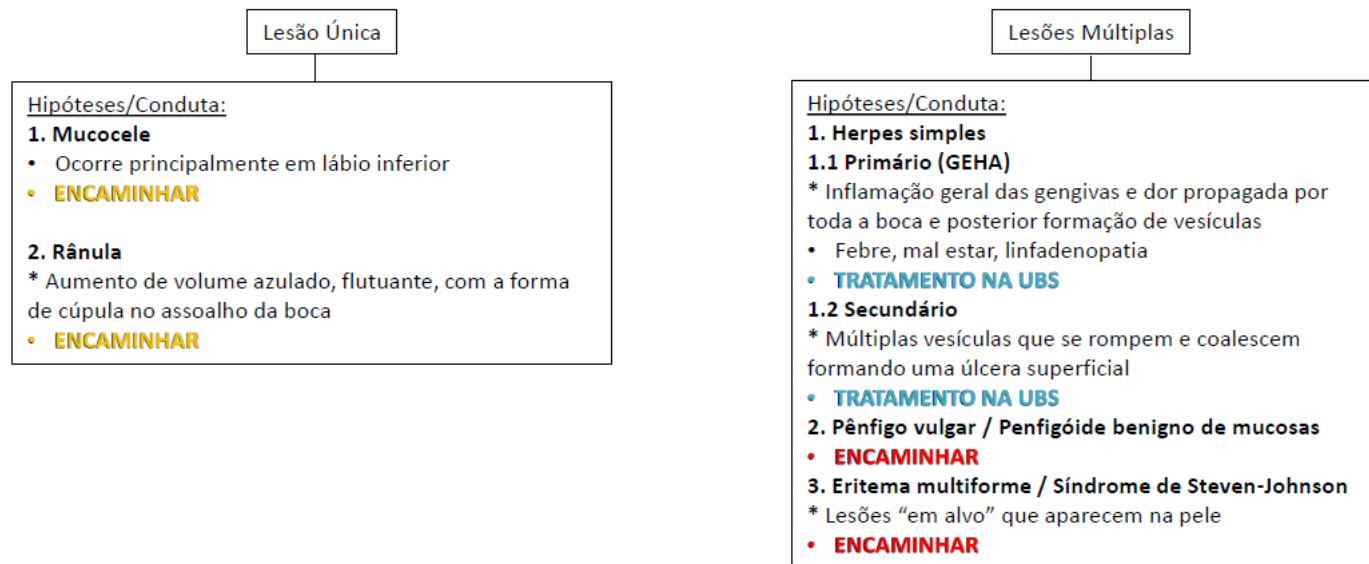 Lesão Única
Hipóteses/Conduta:
1. Mucocele
• Ocorre principalmente em lábio inferior
• ENCAMINHAR
2. Rânula
* Aumento de volume azulado, flutuante, com a forma
de cúpula no assoalho da boca
• ENCAMINHAR
Lesões Múltiplas
Hipóteses/Conduta:
1. Herpes simples
1.1 Primário (GEHA)
* Inflamação geral das gengivas e dor propagada por
toda a boca e posterior formação de vesículas
• Febre, mal estar, linfadenopatia
• TRATAMENTO NA UBS
1.2 Secundário
* Múltiplas vesículas que se rompem e coalescem
formando uma úlcera superficial
• TRATAMENTO NA UBS
2. Pênfigo vulgar / Penfigóide benigno de mucosas
• ENCAMINHAR
3. Eritema multiforme / Síndrome de Steven-Johnson
* Lesões “em alvo” que aparecem na pele
• ENCAMINHAR